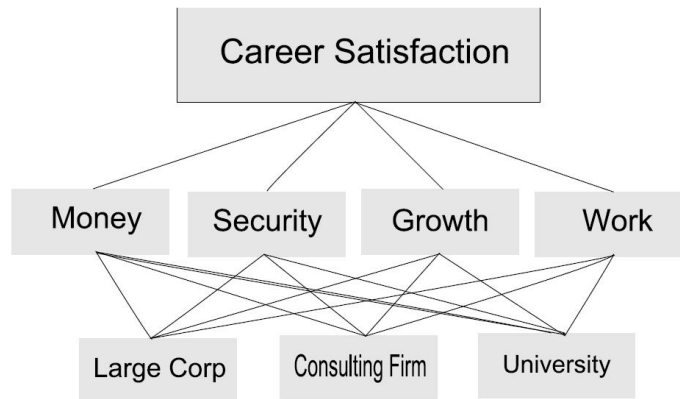 Career Satisfaction
Money
Security
Growth
Work
Large Corp
Consulting Firm
University